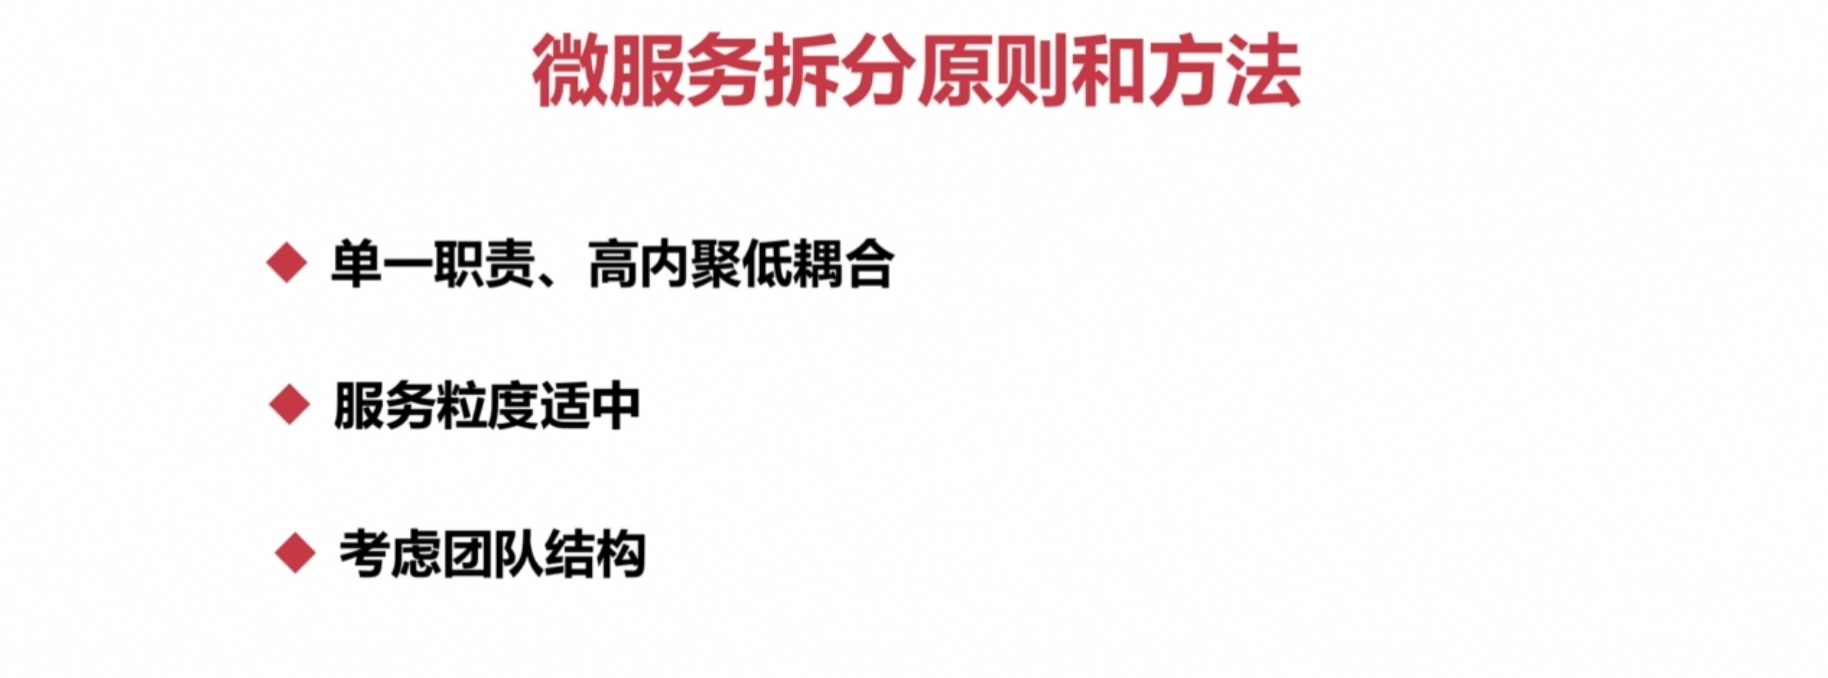 微服务拆分原则和方法
单一职责、高内聚低耦合
服务粒度适中
考虑团队结构